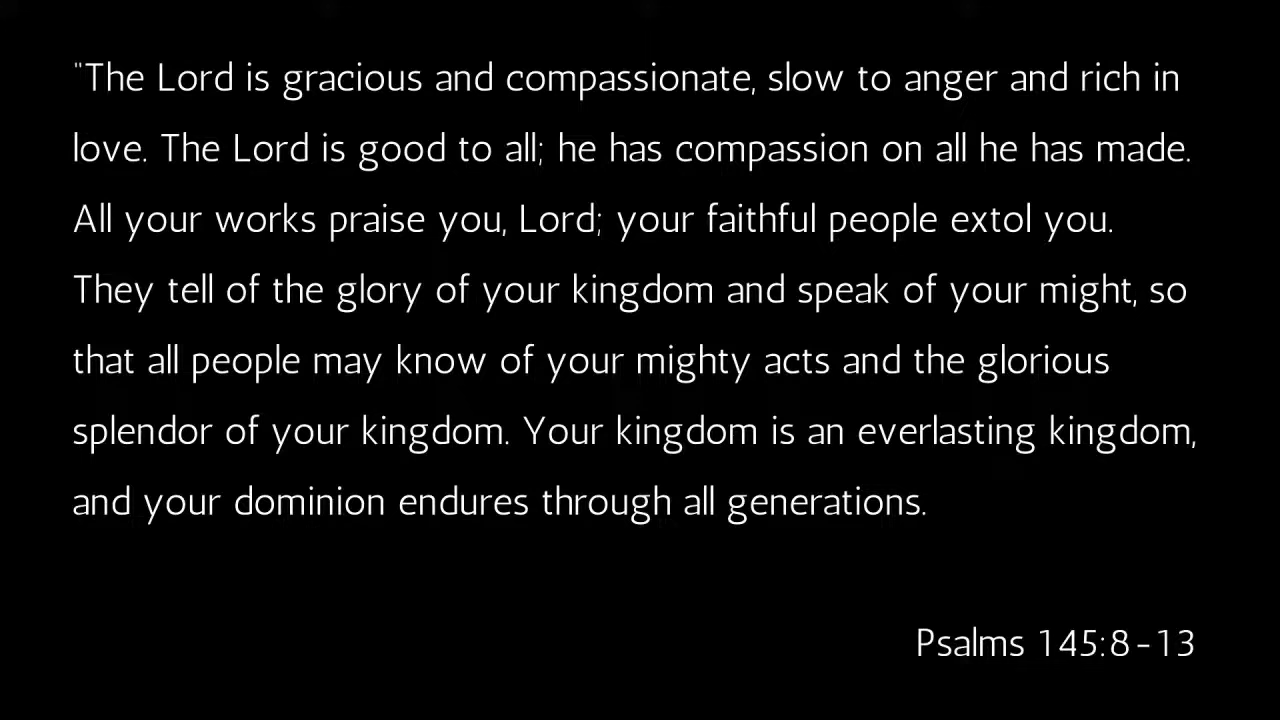 "The Lord is gracious and compassionate, slow to anger and rich in
love. The Lord is good to all; he has compassion on all he has made.
All your works praise you, Lord; your faithful people extol you.
They tell of the glory of your kingdom and speak of your might, so
that all people may know of your mighty acts and the glorious
splendor of your kingdom. Your kingdom is an everlasting kingdom,
and your dominion endures through all generations.
Psalms 145:8-13